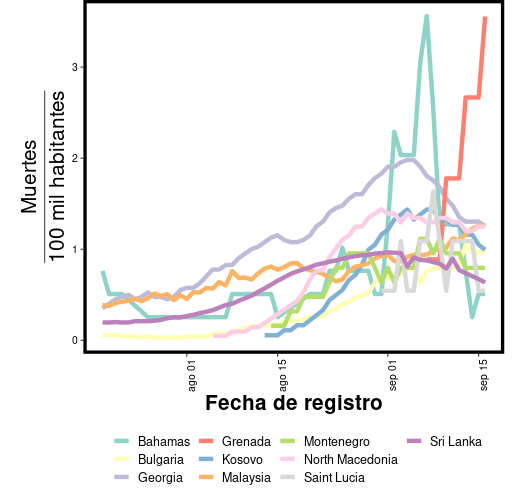 Muertes
100 mil habitantes
3
2
1
0
ago 01
ago 15
sep 01
sep 15
Fecha de registro
Bahamas Grenada Montenegro Sri Lanka
Bulgaria Kosovo North Macedonia
Georgia Malaysia Saint Lucia